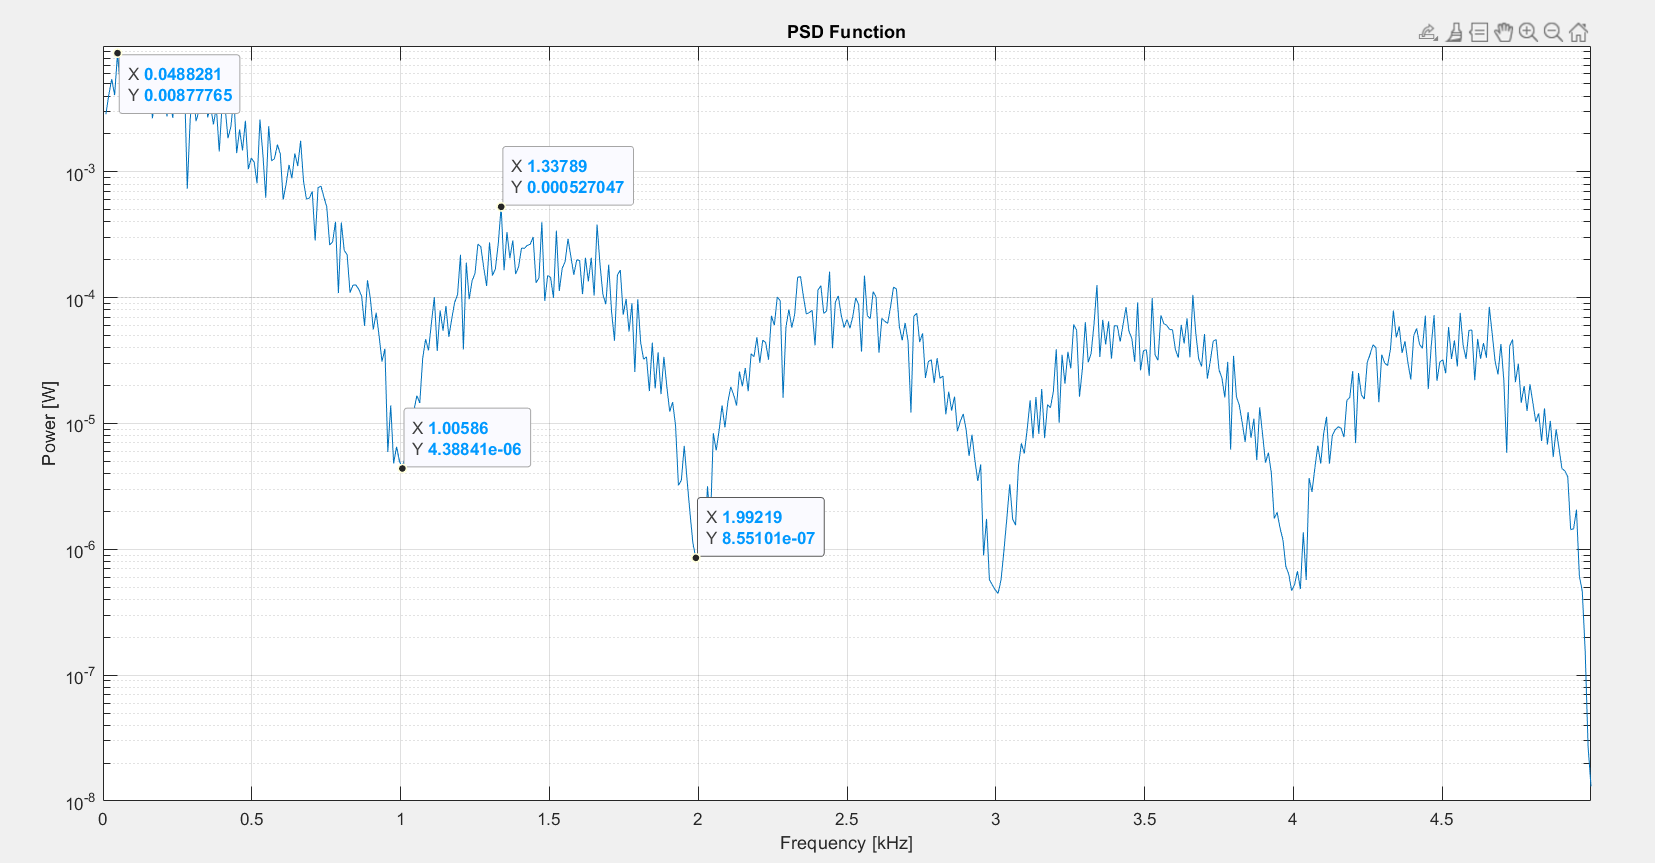 PSD Function
X 0.0488281
Y 0.00877765
X 1.33789
Y 0.000527047
X 1.00586
Y 4.38841e-06
X 1.99219
Y 8.55101e-07
Power [W]
10-3
10-4
10-5
10-6
10-7
10-8
0 0.5 1 1.5 2 2.5 3 3.5 4 4.5
Frequency [kHz]